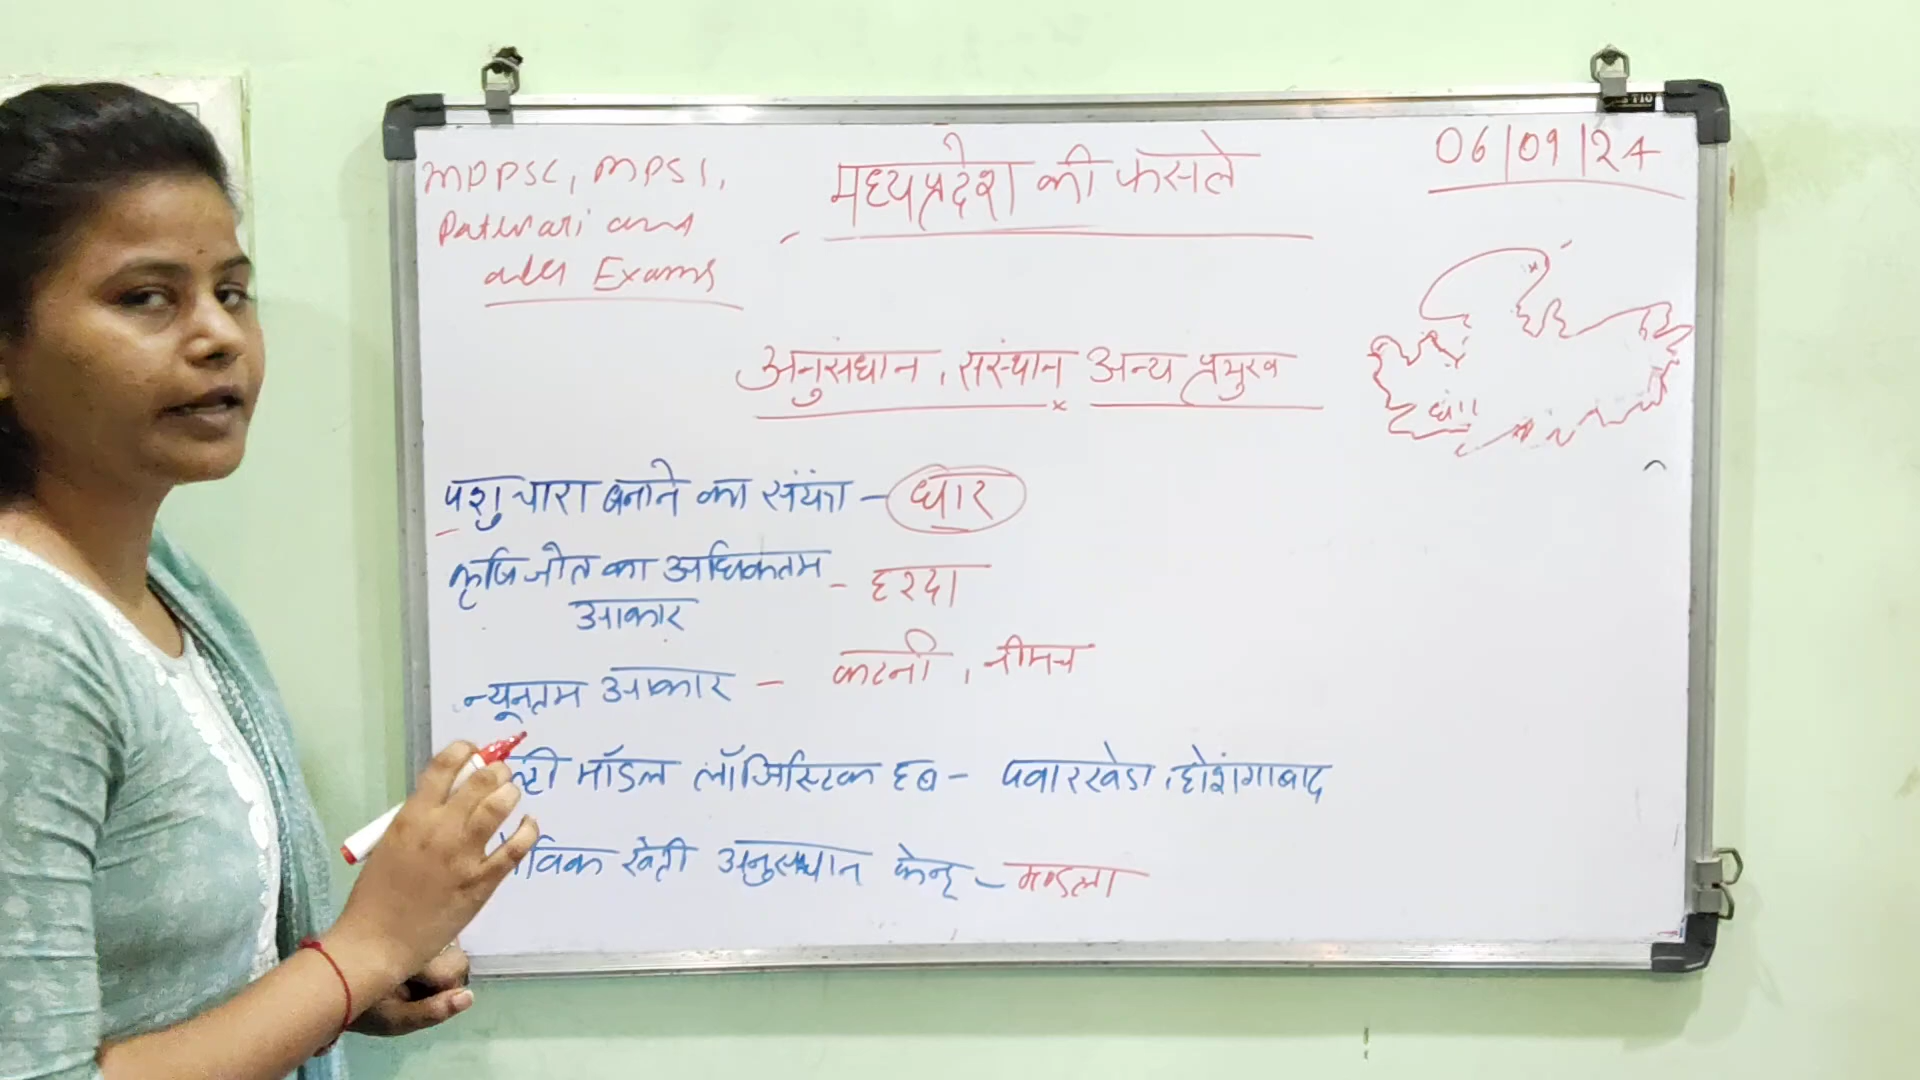 MPPSC, MPSI,
Patwari and
other Exams
मध्यप्रदेश की फसले
06/09/24
अनुसंधान, संस्थान अन्य प्रमुख
धार
पशु चारा बनाने का संयंत्र - धार
कृषि जोत का अधिकतम - हरदा
आकार
न्यूनतम आकार - कटनी, नीमच
ल्टी मॉडल लॉजिस्टिक हब - पवारखेडा, होशंगाबाद
विक खेती अनुसंधान केन्द्र - मण्डला